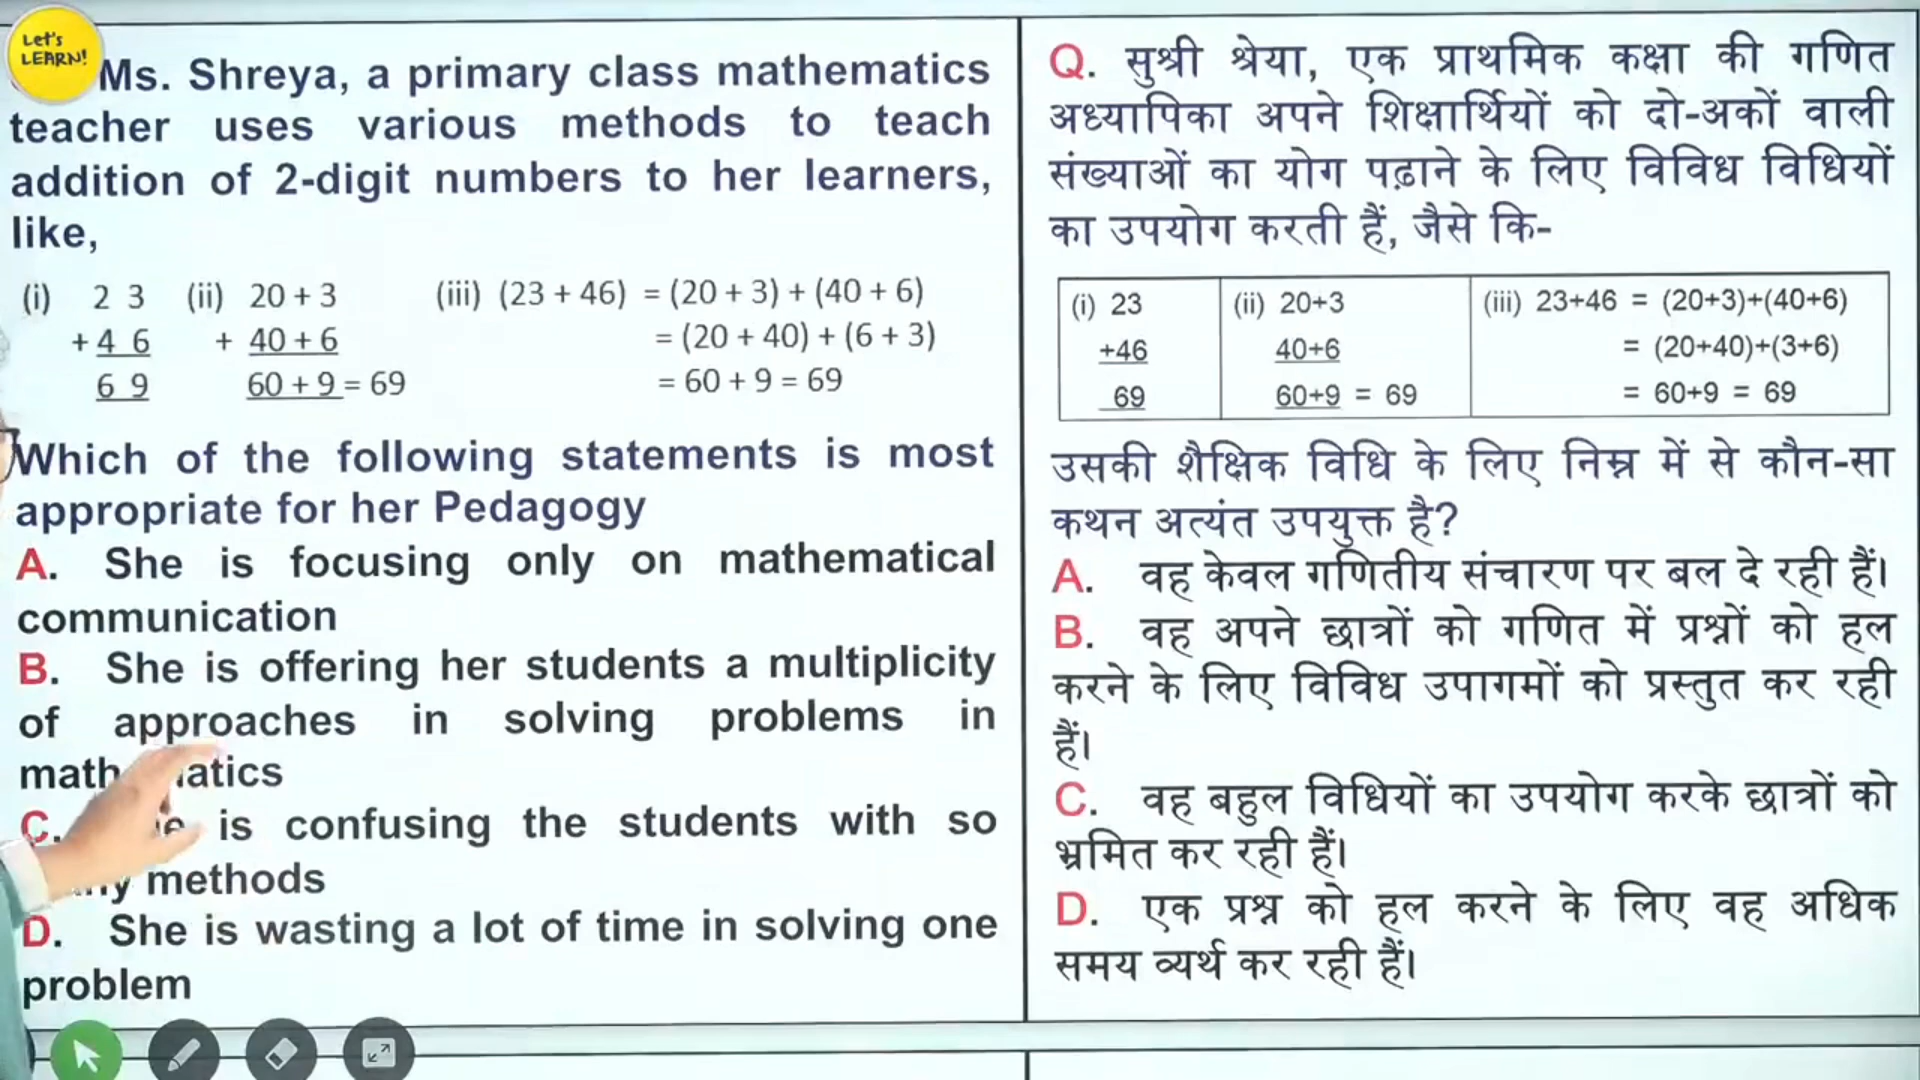 Let's
LEARN!
Ms. Shreya, a primary class mathematics
teacher uses various methods to teach
addition of 2-digit numbers to her learners,
like,
(i) 2 3 (ii) 20 + 3 (iii) (23 + 46) = (20 + 3) + (40 + 6)
+ 4 6 + 40 + 6 = (20 + 40) + (6 + 3)
6 9 60 + 9 = 69 = 60 + 9 = 69
Which of the following statements is most
appropriate for her Pedagogy
A. She is focusing only on mathematical
communication
B. She is offering her students a multiplicity
of approaches in solving problems in
C. is confusing the students with so
methods
D. She is wasting a lot of time in solving one
problem
Q. सुश्री श्रेया, एक प्राथमिक कक्षा की गणित
अध्यापिका अपने शिक्षार्थियों को दो-अकों वाली
संख्याओं का योग पढ़ाने के लिए विविध विधियों
का उपयोग करती हैं, जैसे कि-
(i) 23 (ii) 20+3 (iii) 23+46 = (20+3)+(40+6)
+46 40+6 = (20+40)+(3+6)
69 60+9 = 69 = 60+9 = 69
उसकी शैक्षिक विधि के लिए निम्न में से कौन-सा
कथन अत्यंत उपयुक्त है?
A. वह केवल गणितीय संचारण पर बल दे रही हैं।
B. वह अपने छात्रों को गणित में प्रश्नों को हल
करने के लिए विविध उपागमों को प्रस्तुत कर रही
हैं।
C. वह बहुल विधियों का उपयोग करके छात्रों को
भ्रमित कर रही हैं।
D. एक प्रश्न को हल करने के लिए वह अधिक
समय व्यर्थ कर रही हैं।